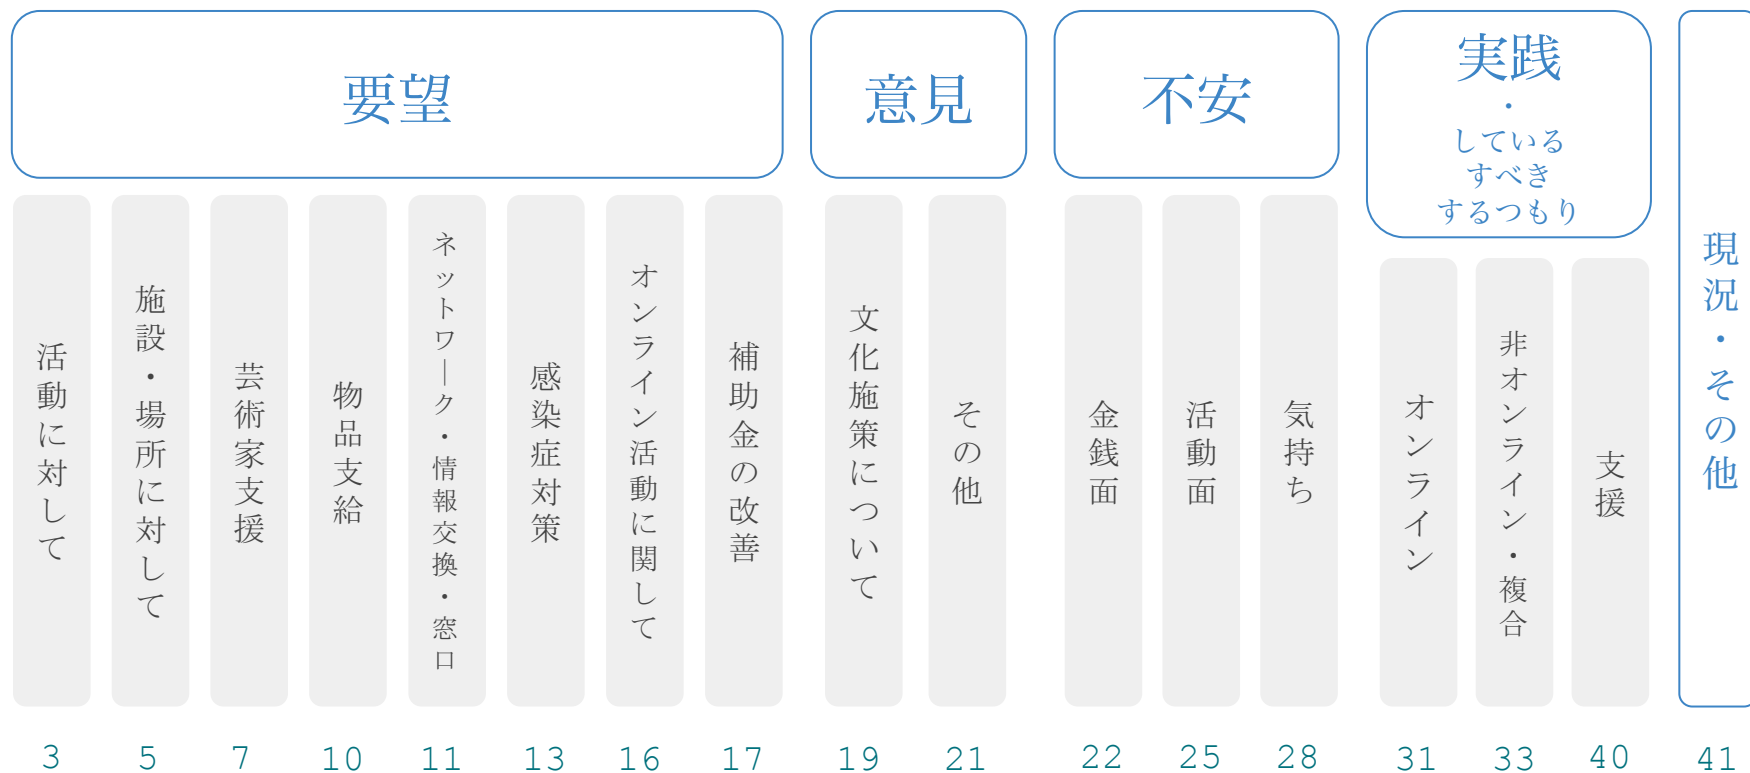 要望
意見
不安
実践
・
している
すべき
するつもり
現況・その他
活動に対して
施設・場所に対して
芸術家支援
物品支給
ネットワーク・情報交換・窓口
感染症対策
オンライン活動に関して
補助金の改善
文化施策について
その他
金銭面
活動面
気持ち
オンライン
非オンライン・複合
支援
3
5
7
10
11
13
16
17
19
21
22
25
28
31
33
40
41